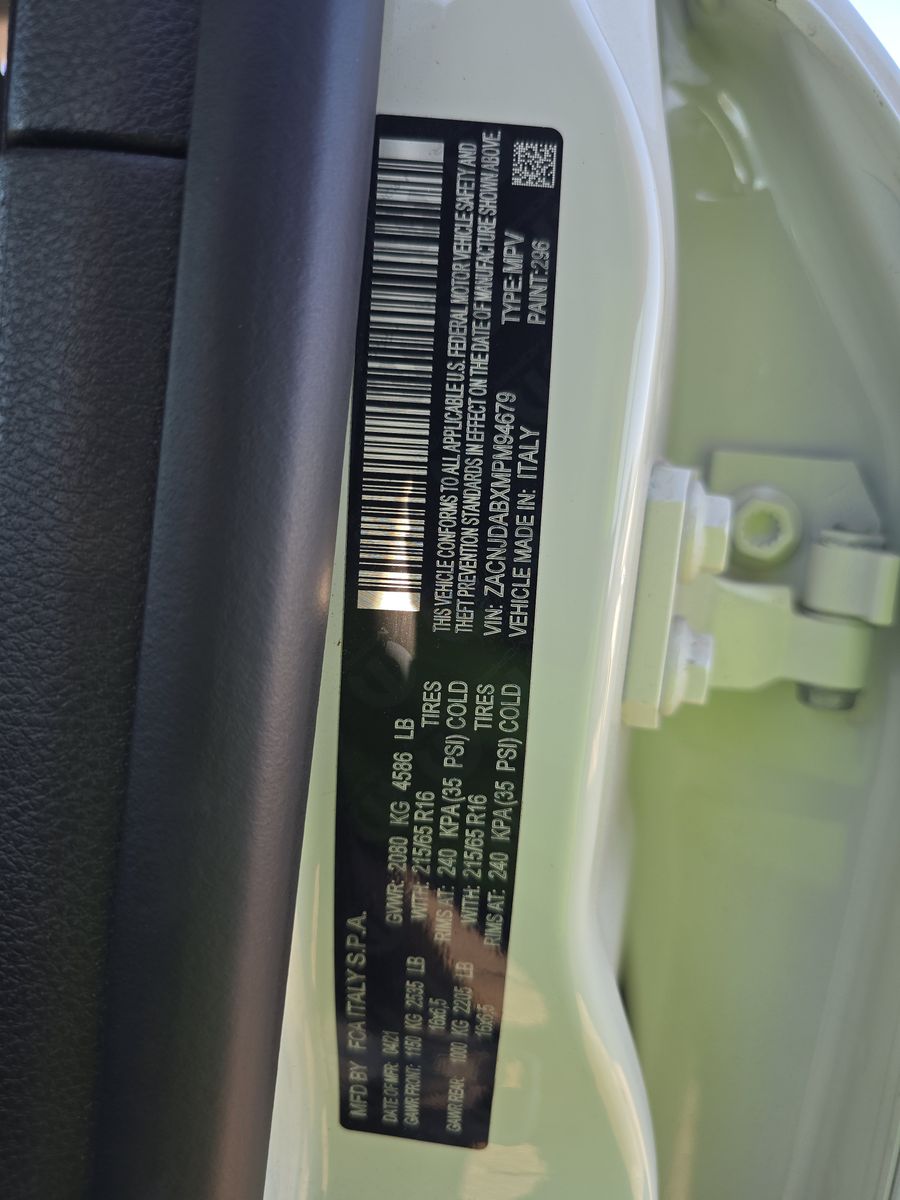 MFD BY FCA ITALY S.P.A.
DATE OF MFR: 04/21 GVWR: 2080 KG 4586 LB
GAWR FRONT: 1150 KG 2535 LB WITH: 215/65 R16 TIRES
16x6,5 RIMS AT: 240 KPA (35 PSI) COLD
GAWR REAR: 1000 KG 2205 LB WITH: 215/65 R16 TIRES
16x6,5 RIMS AT: 240 KPA (35 PSI) COLD
THIS VEHICLE CONFORMS TO ALL APPLICABLE U.S. FEDERAL MOTOR VEHICLE SAFETY AND
THEFT PREVENTION STANDARDS IN EFFECT ON THE DATE OF MANUFACTURE SHOWN ABOVE.
VIN: ZACNJDABXMPM94679 TYPE: MPV
VEHICLE MADE IN: ITALY PAINT: 296